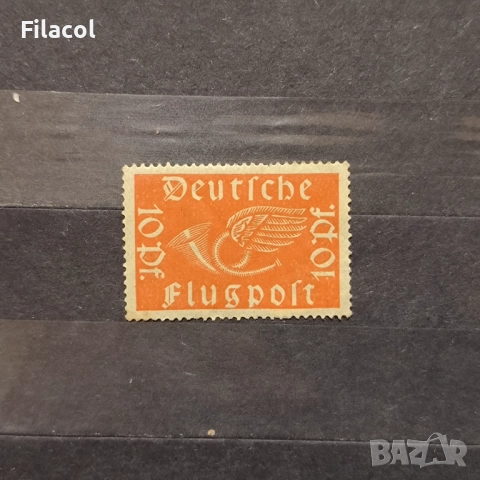 Filacol
Deutſche
10 Pf.
10 Pf.
Flugpoſt
BAZAR